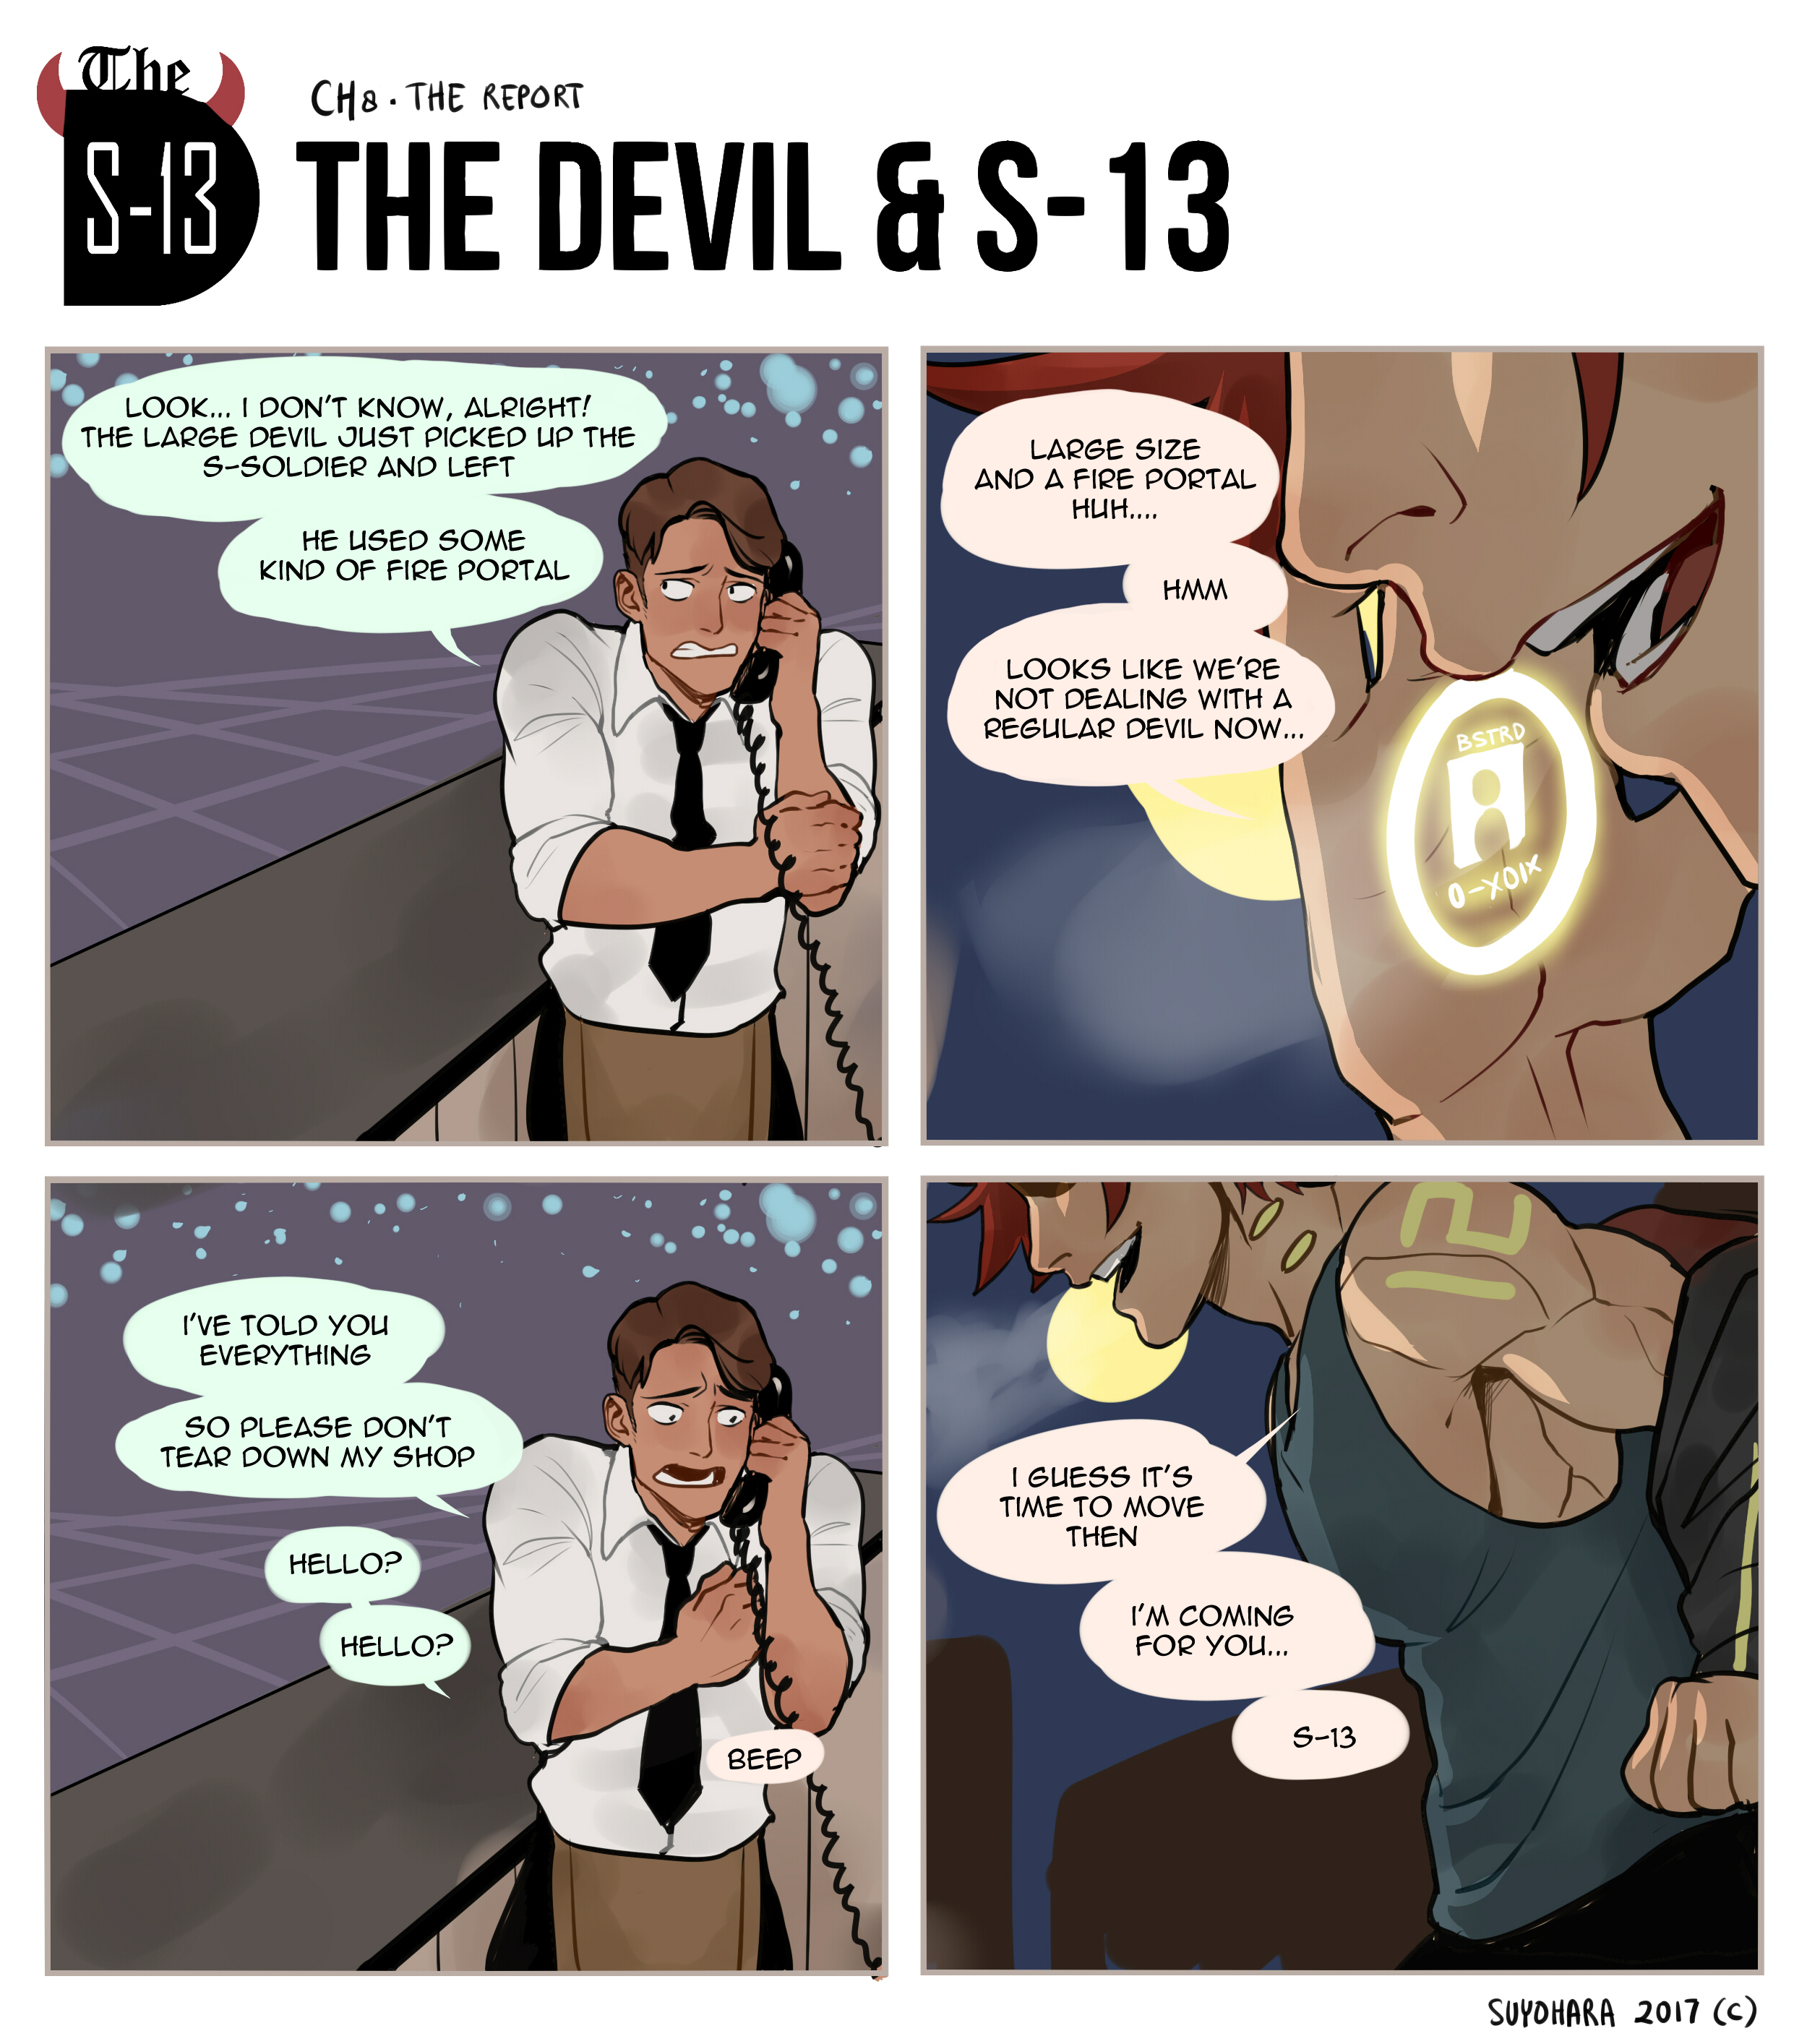 The
S-13
CH8. THE REPORT
THE DEVIL & S-13
LOOK... I DON'T KNOW, ALRIGHT!
THE LARGE DEVIL JUST PICKED UP THE
S-SOLDIER AND LEFT
HE USED SOME
KIND OF FIRE PORTAL
LARGE SIZE
AND A FIRE PORTAL
HUH....
HMM
LOOKS LIKE WE'RE
NOT DEALING WITH A
REGULAR DEVIL NOW...
BSTRD
8
0-XOIX
I'VE TOLD YOU
EVERYTHING
SO PLEASE DON'T
TEAR DOWN MY SHOP
HELLO?
HELLO?
BEEP
12
I GUESS IT'S
TIME TO MOVE
THEN
I'M COMING
FOR YOU...
S-13
SUYOHARA 2017 (C)